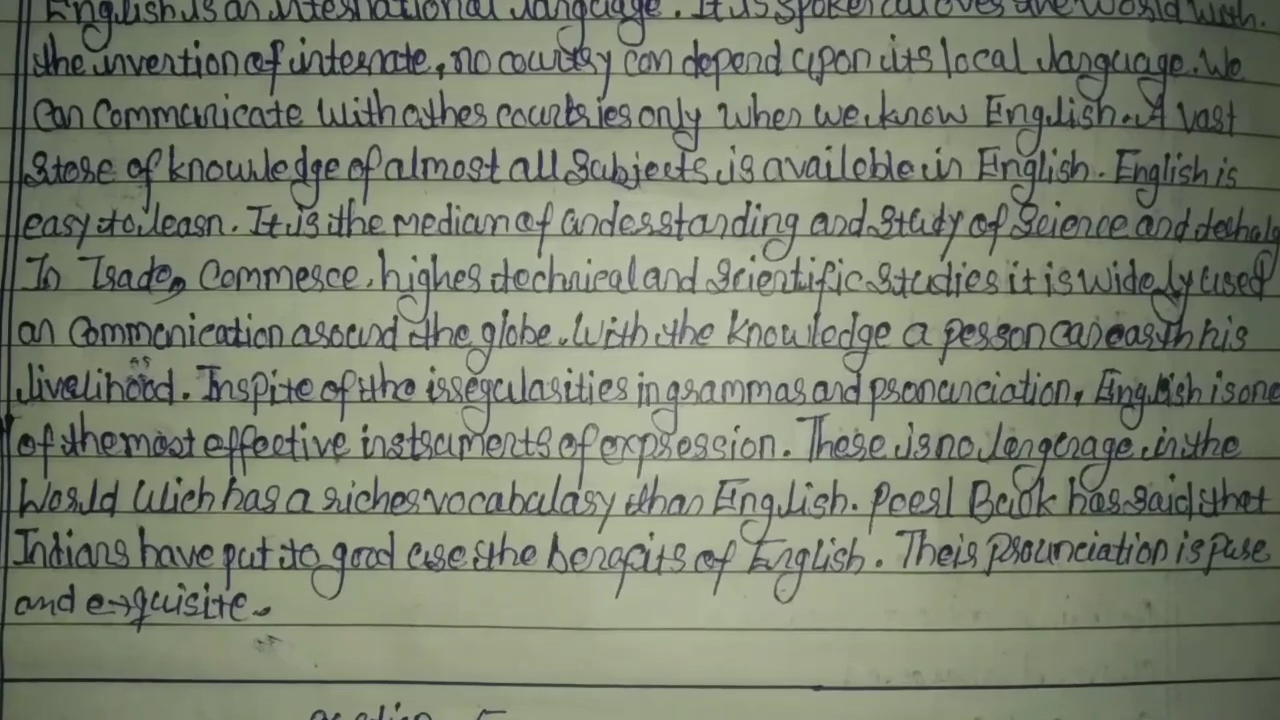 English is an international language. It is spoken all over the world with
the invention of internate, no country can depend upon its local language. We
can communicate with other countries only when we know English. A vast
store of knowledge of almost all subjects is available in English. English is
easy to learn. It is the median of understanding and study of science and
In Trade, Commerce, higher technical and scientific studies it is widely used
an communication around the globe. With the knowledge a person can earth his
livelihood. Inspite of the irregularities in grammar and pronunciation, English is one
of the most effective instruments of expression. There is no language in the
World which has a richer vocabulary than English. Peerl Back has said that
Indians have put to good use the benefits of English. Their prounciation is pure
and exquisite.